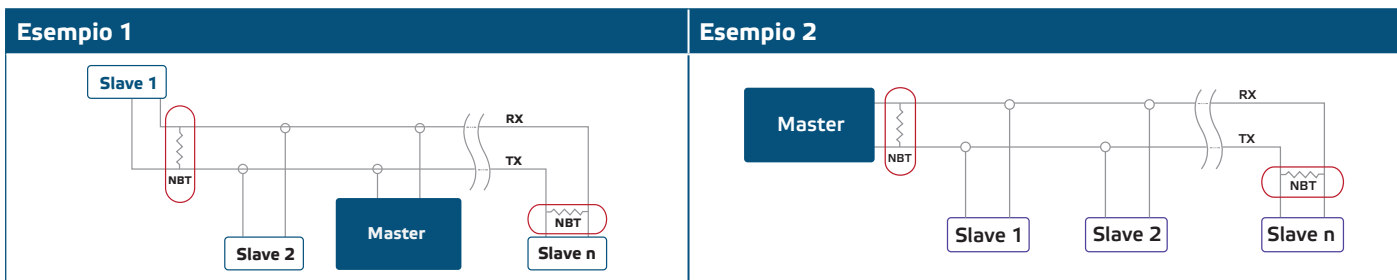 Esempio 1
Slave 1
RX
TX
NBT
NBT
Slave 2
Master
Slave n
Esempio 2
Master
RX
TX
NBT
NBT
Slave 1
Slave 2
Slave n